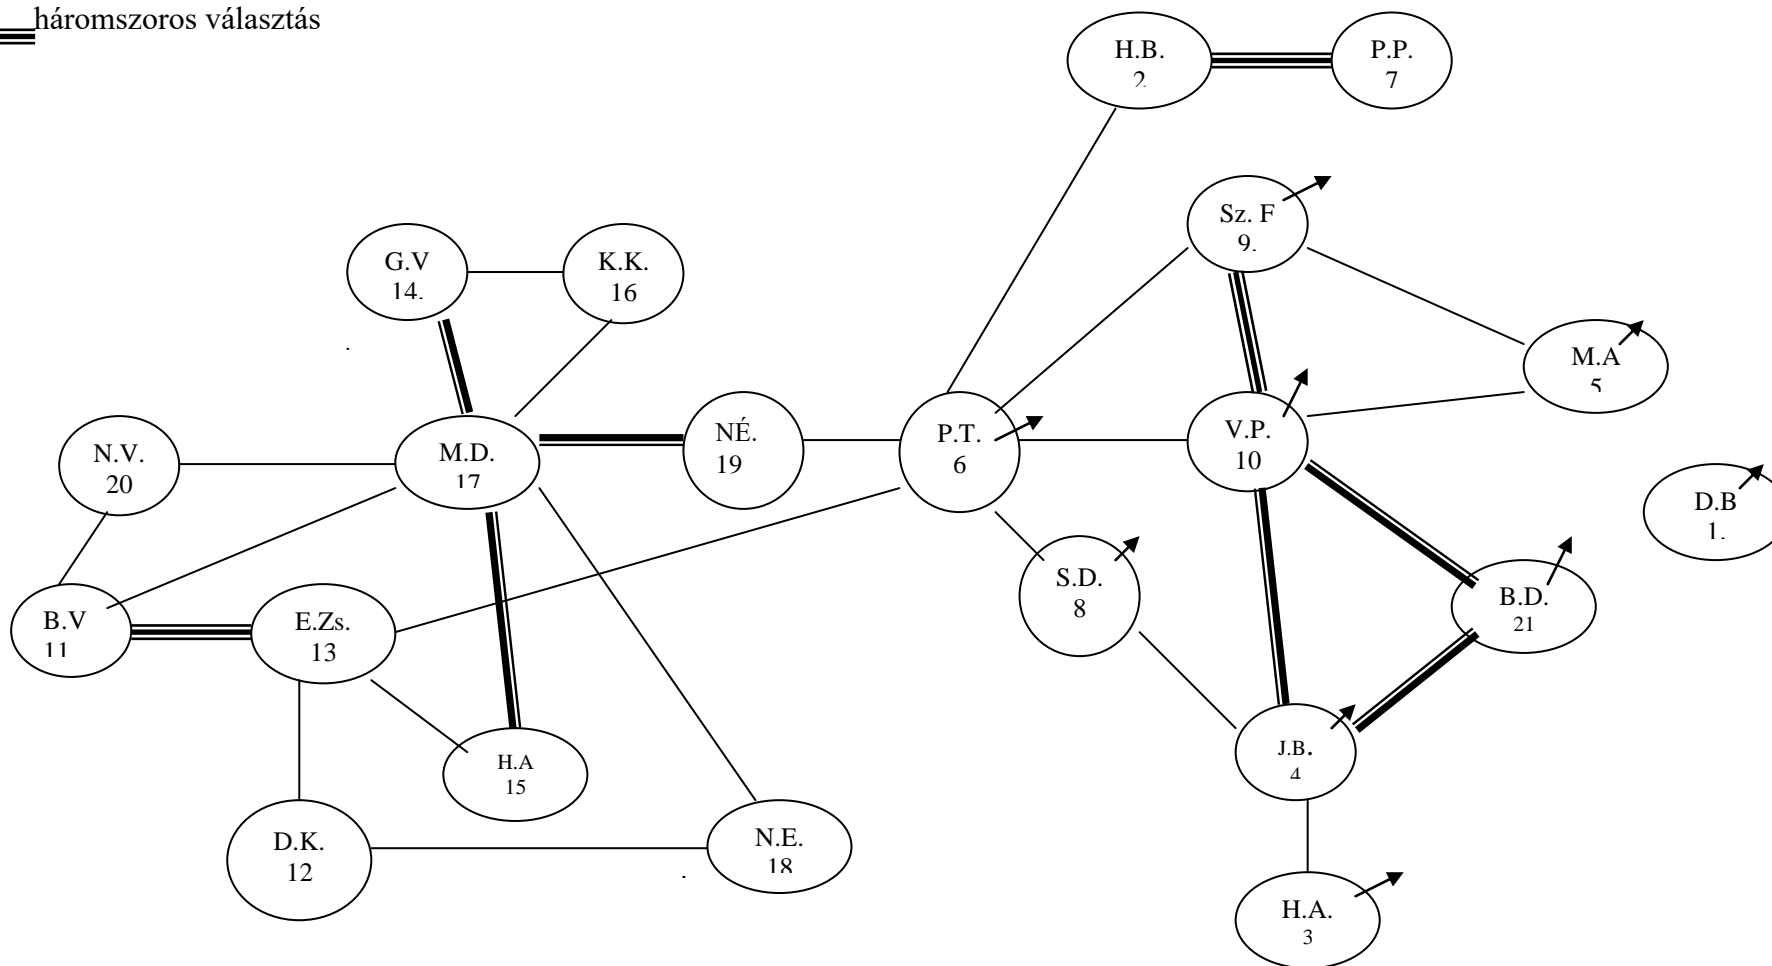 háromszoros választás
H.B.
2
P.P.
7
Sz. F
9.
G.V
14.
K.K.
16
M.A
5
N.V.
20
M.D.
17
NÉ.
19
P.T.
6
V.P.
10
D.B
1.
S.D.
8
B.D.
21
B.V
11
E.Zs.
13
H.A
15
J.B.
4
D.K.
12
N.E.
18
H.A.
3